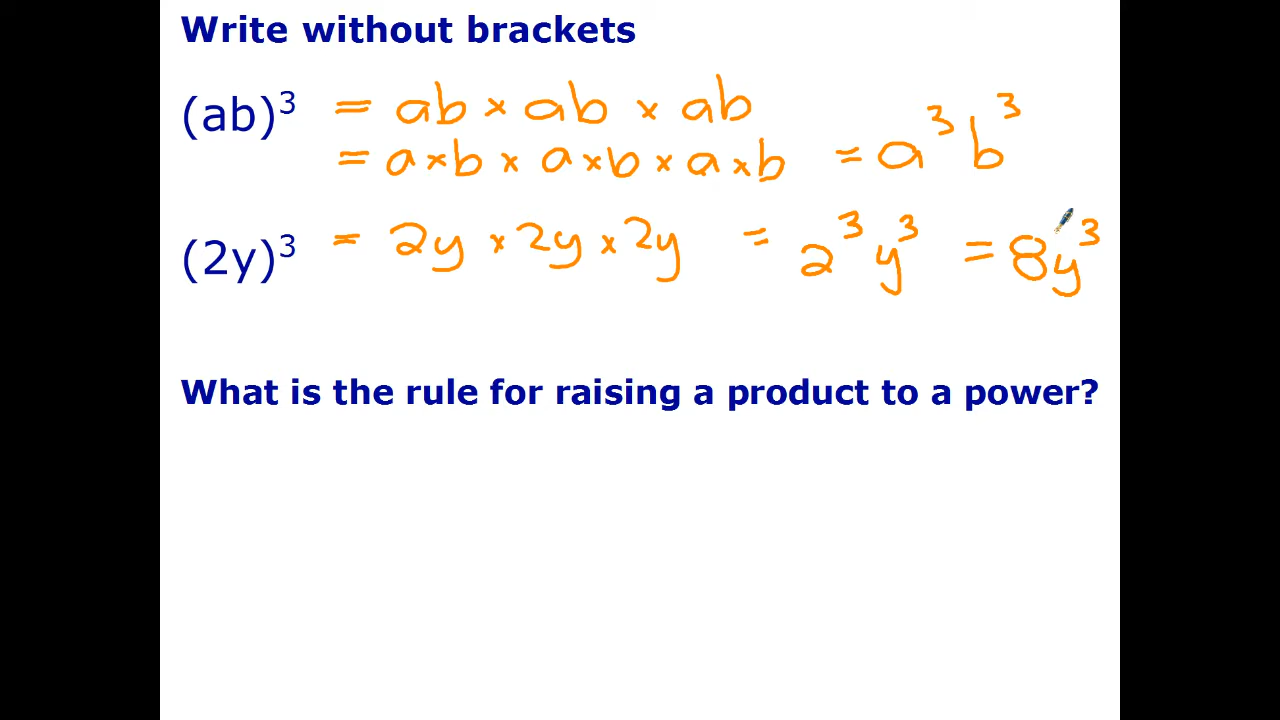 Write without brackets
(ab)³ = ab × ab × ab
= a × b × a × b × a × b = a³b³
(2y)³ = 2y × 2y × 2y = 2³y³ = 8y³
What is the rule for raising a product to a power?